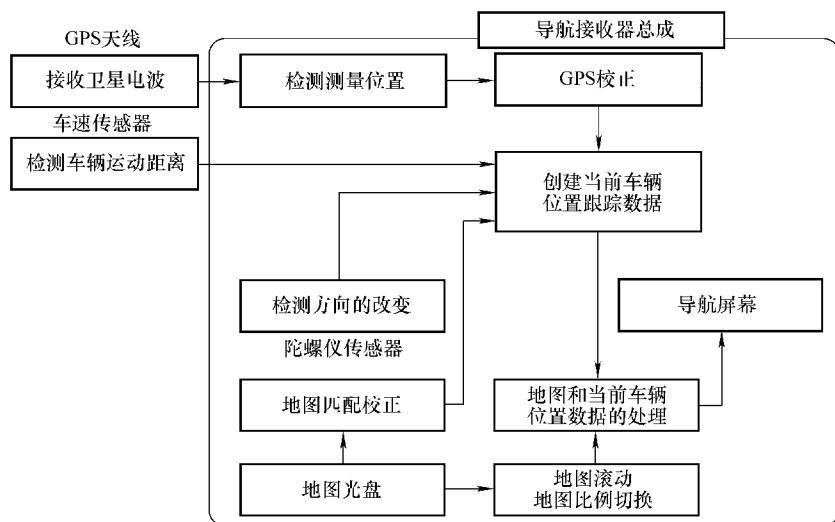 GPS天线
导航接收器总成
接收卫星电波
检测测量位置
GPS校正
车速传感器
检测车辆运动距离
创建当前车辆
位置跟踪数据
检测方向的改变
导航屏幕
陀螺仪传感器
地图匹配校正
地图和当前车辆
位置数据的处理
地图光盘
地图滚动
地图比例切换